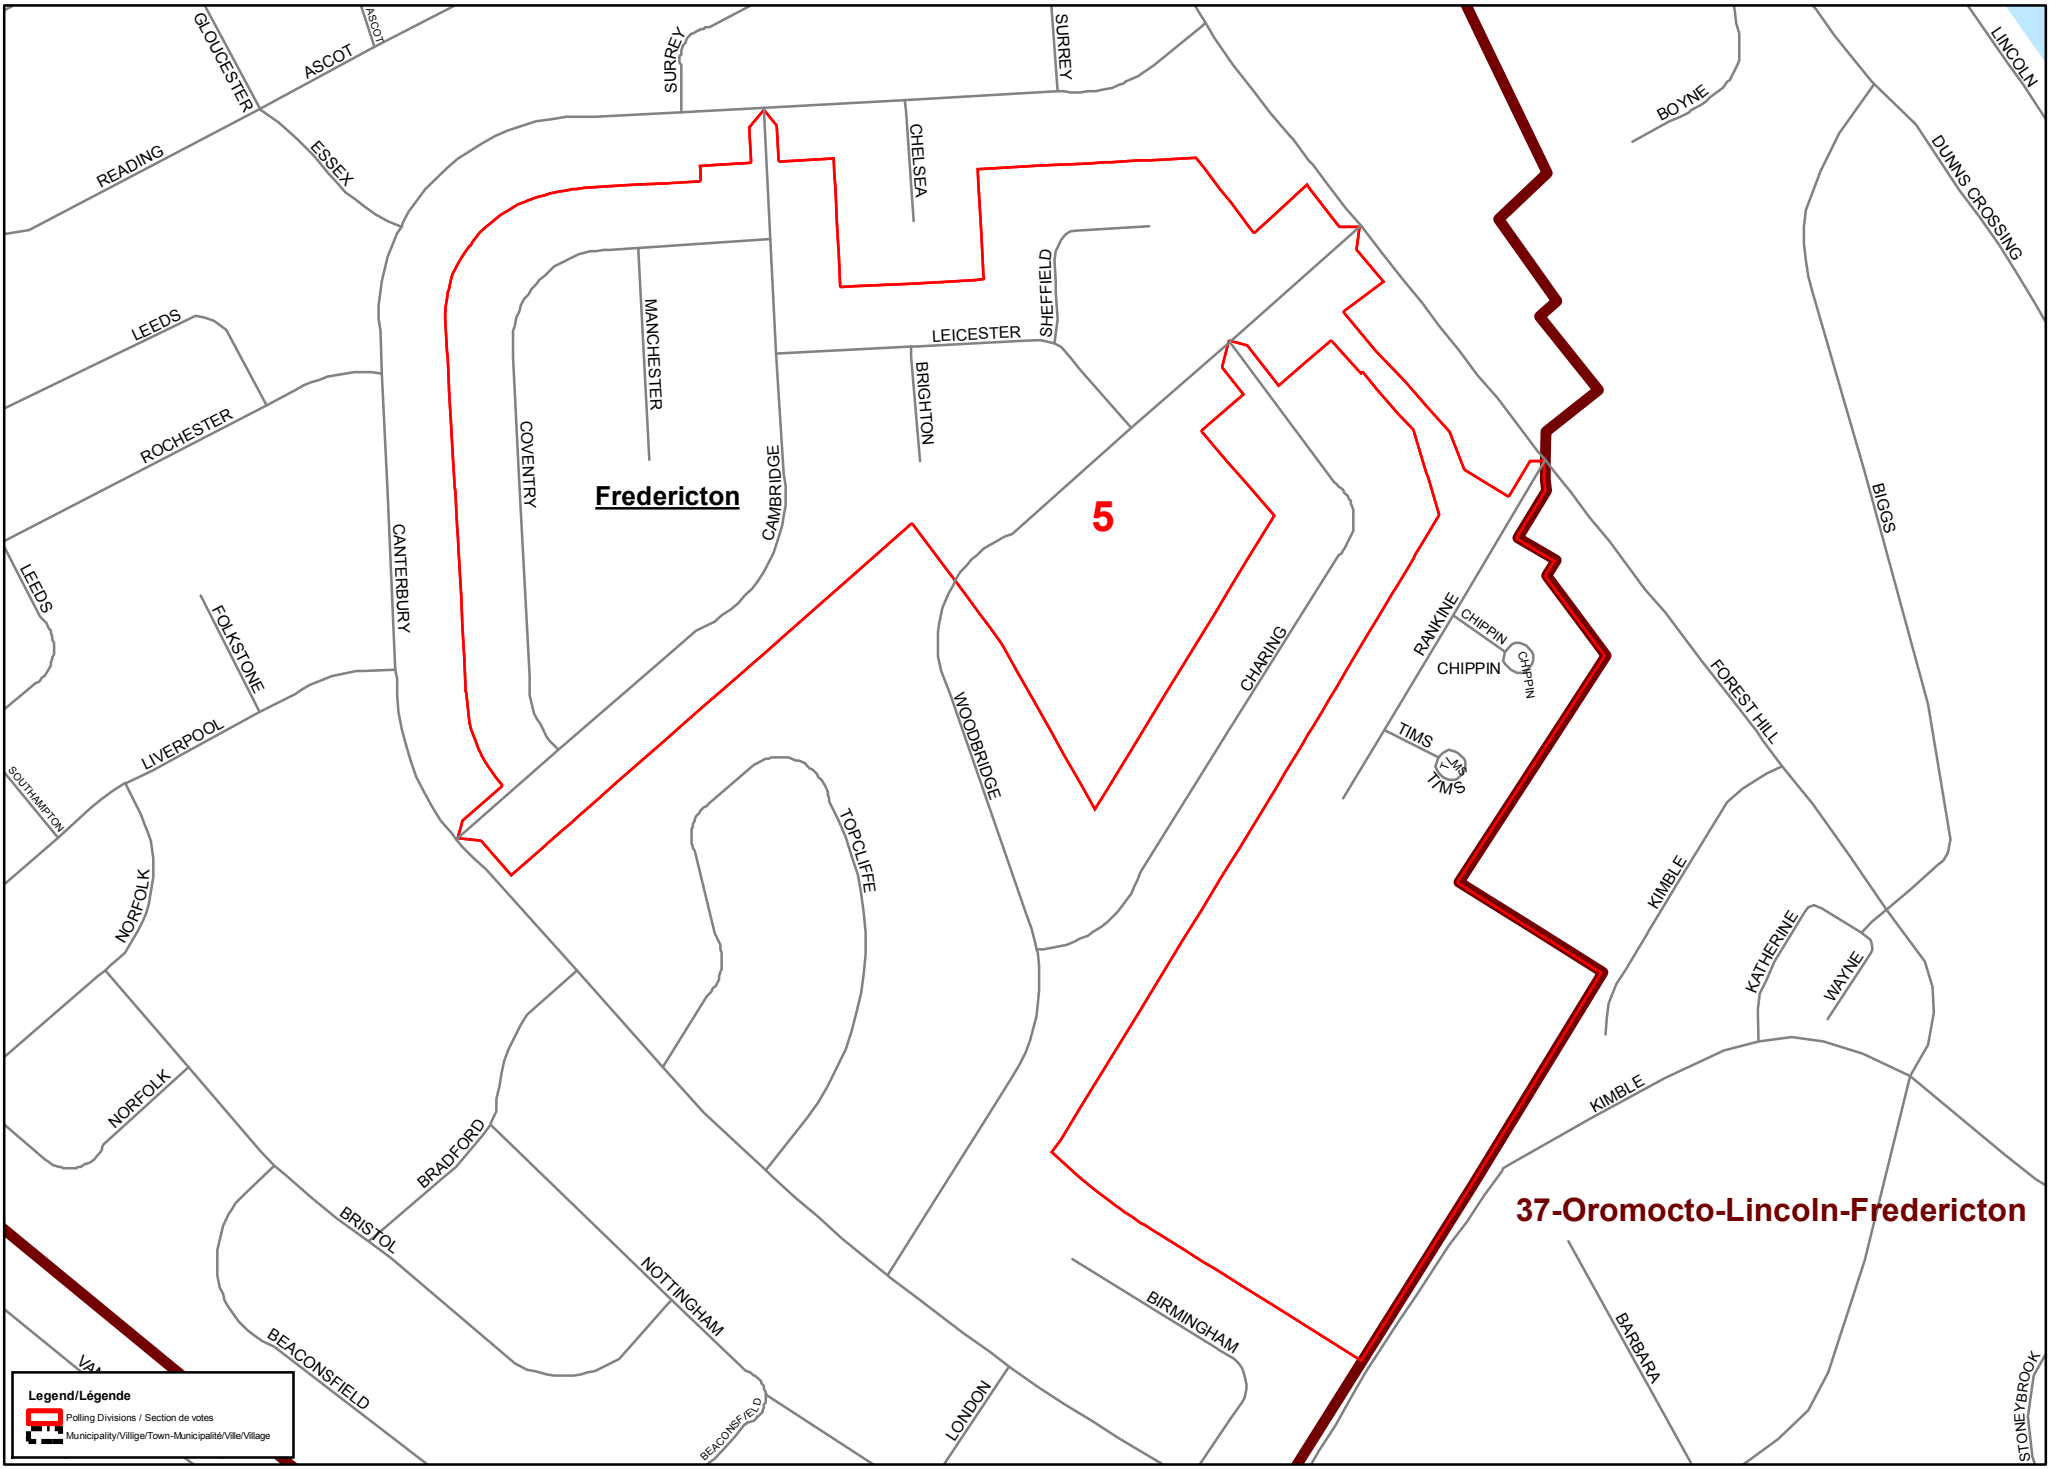 GLOUCESTER
ASCOT
ASCOT
SURREY
SURREY
LINCOLN
BOYNE
DUNNS CROSSING
READING
ESSEX
CHELSEA
SHEFFIELD
MANCHESTER
LEEDS
LEICESTER
BRIGHTON
ROCHESTER
COVENTRY
CAMBRIDGE
Fredericton
5
BIGGS
CANTERBURY
LEEDS
FOLKSTONE
CHARING
RANKINE
CHIPPIN
CHIPPIN
CHIPPIN
FOREST HILL
WOODBRIDGE
TIMS
TIMS
TIMS
LIVERPOOL
SOUTHAMPTON
TOPCLIFFE
NORFOLK
KIMBLE
KATHERINE
WAYNE
NORFOLK
BRADFORD
KIMBLE
37-Oromocto-Lincoln-Fredericton
BRISTOL
NOTTINGHAM
BIRMINGHAM
BARBARA
BEACONSFIELD
BEACONSFIELD
LONDON
STONEYBROOK
Legend/Légende
Polling Divisions / Section de votes
Municipality/Villige/Town-Municipalité/Ville/Village